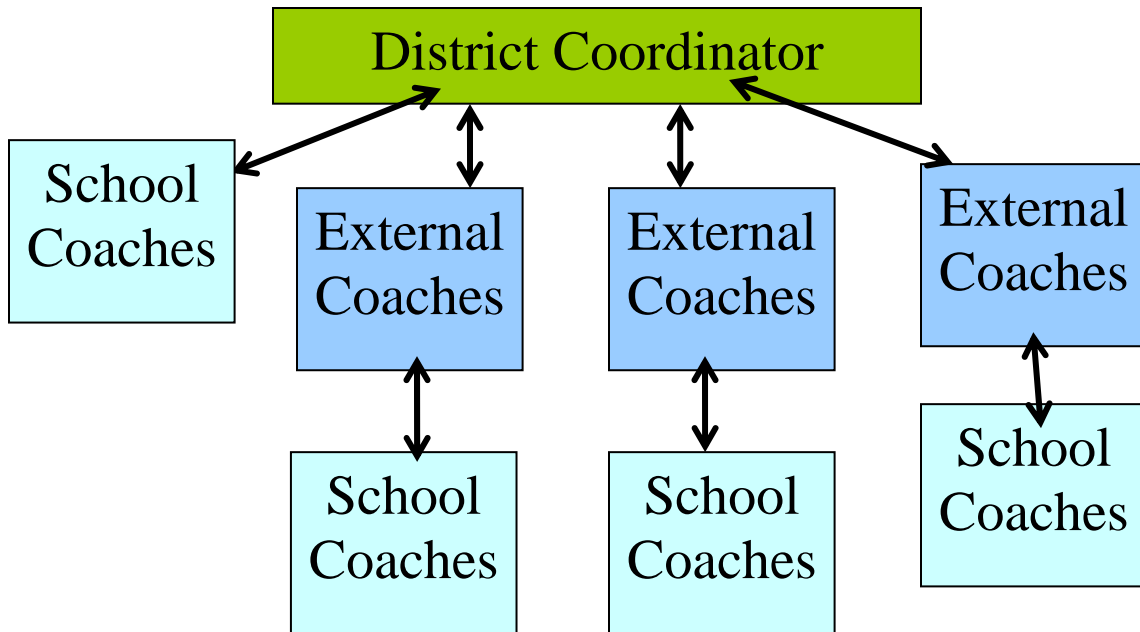 District Coordinator
School
Coaches
External
Coaches
External
Coaches
External
Coaches
School
Coaches
School
Coaches
School
Coaches